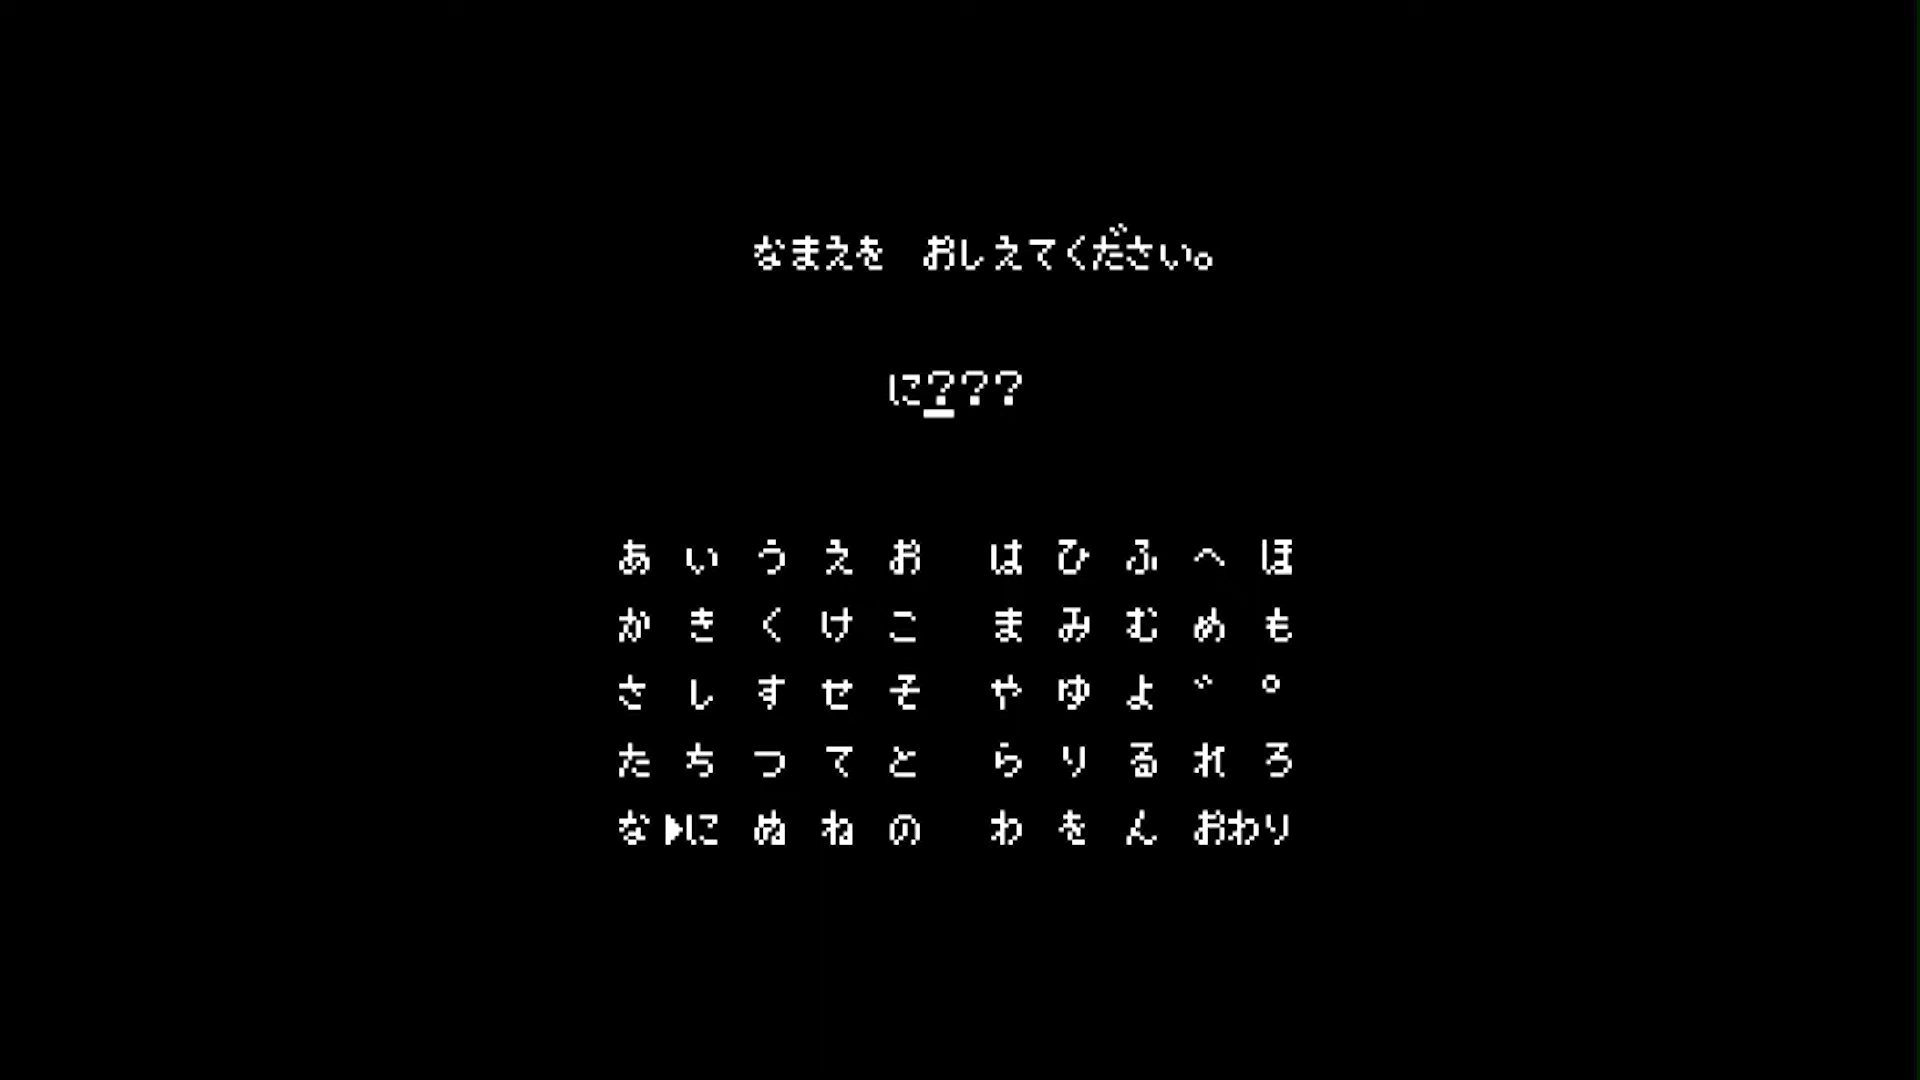 なまえを おしえてください。
に???
あ い う え お は ひ ふ へ ほ
か き く け こ ま み む め も
さ し す せ そ や ゆ よ ゛ ゜
た ち つ て と ら り る れ ろ
な ▶に ぬ ね の わ を ん おわり